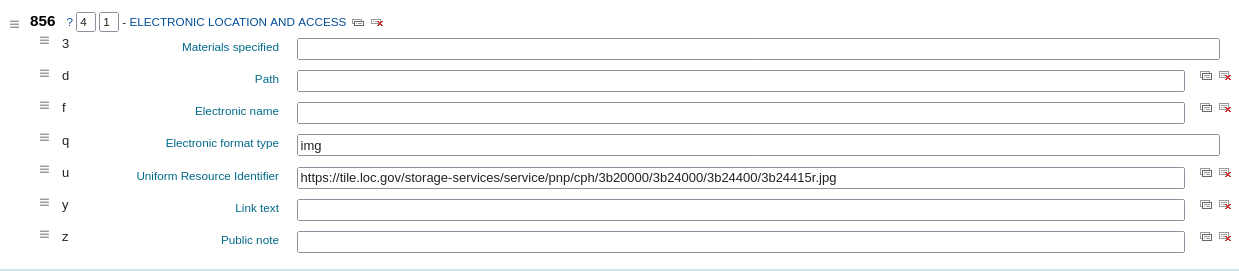 856 ? 4 1 - ELECTRONIC LOCATION AND ACCESS
3 Materials specified
d Path
f Electronic name
q Electronic format type img
u Uniform Resource Identifier https://tile.loc.gov/storage-services/service/pnp/cph/3b20000/3b24000/3b24400/3b24415r.jpg
y Link text
z Public note